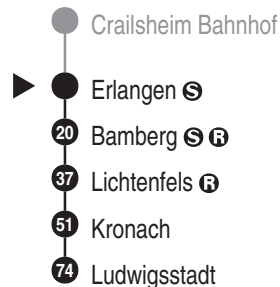 Crailsheim Bahnhof
Erlangen S
20 Bamberg S R
37 Lichtenfels R
51 Kronach
74 Ludwigsstadt